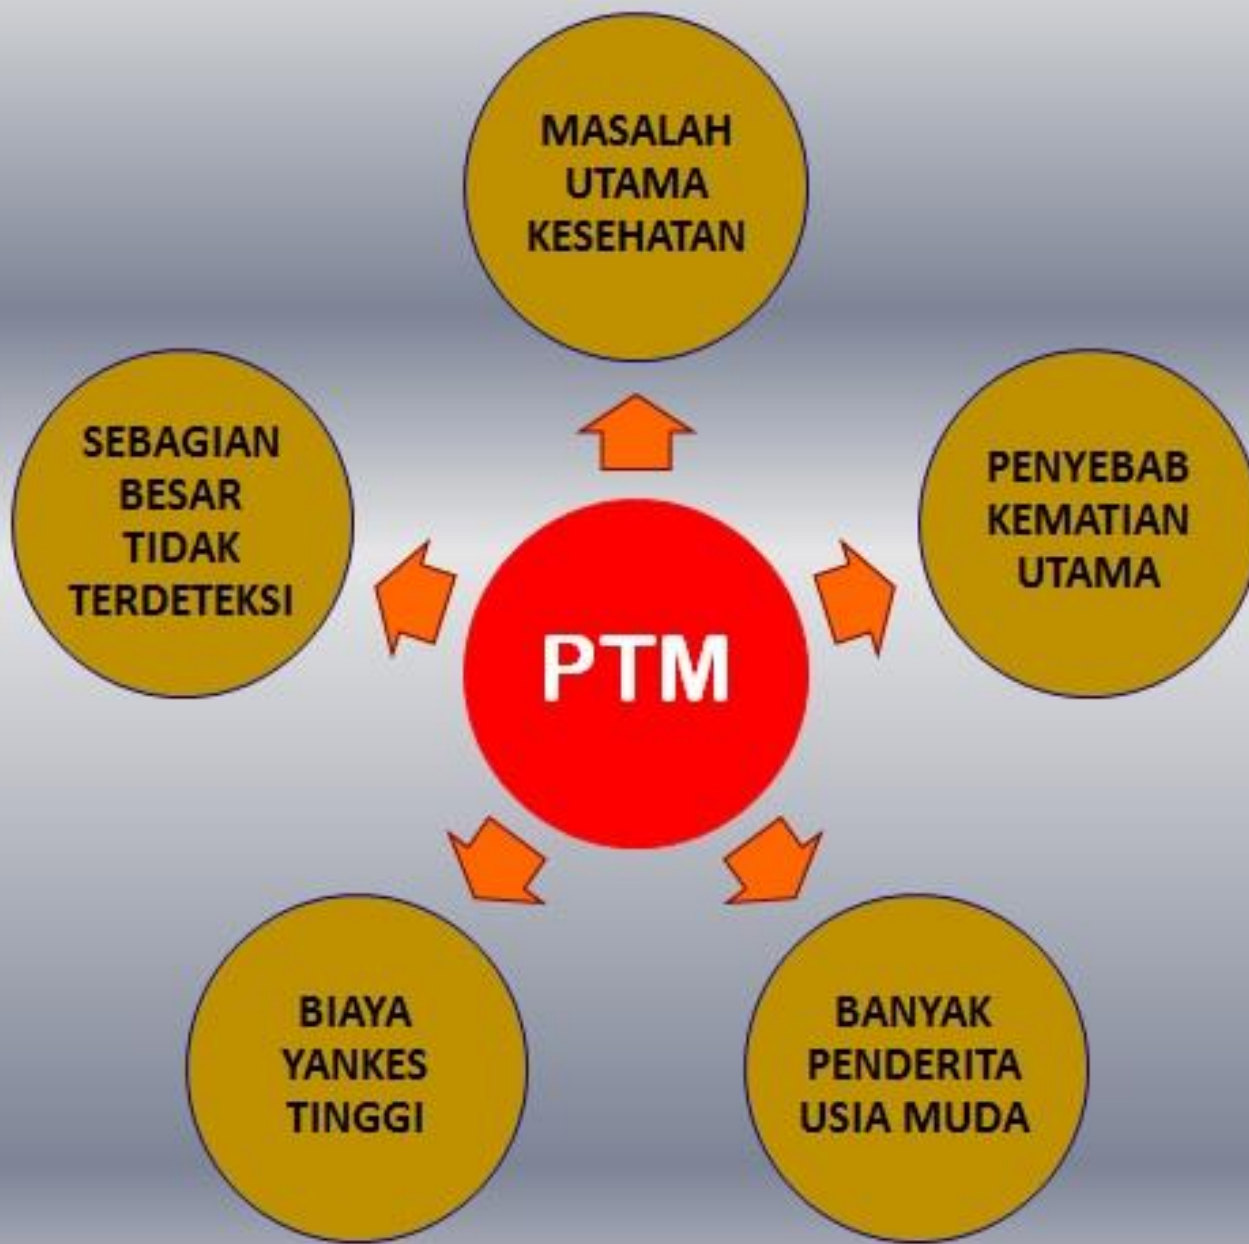 MASALAH
UTAMA
KESEHATAN
SEBAGIAN
BESAR
TIDAK
TERDETEKSI
PENYEBAB
KEMATIAN
UTAMA
PTM
BIAYA
YANKES
TINGGI
BANYAK
PENDERITA
USIA MUDA